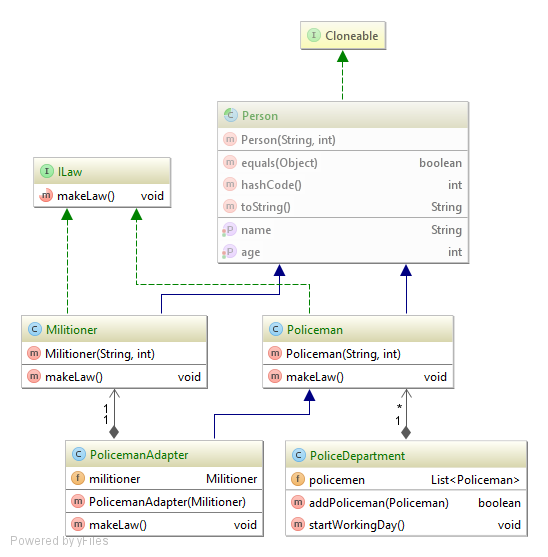 Cloneable
Person
Person(String, int)
equals(Object) boolean
hashCode() int
toString() String
name String
age int
ILaw
makeLaw() void
Militioner
Militioner(String, int)
makeLaw() void
Policeman
Policeman(String, int)
makeLaw() void
1
1
*
1
PolicemanAdapter
militioner Militioner
PolicemanAdapter(Militioner)
makeLaw() void
PoliceDepartment
policemen List<Policeman>
addPoliceman(Policeman) boolean
startWorkingDay() void
Powered by yFiles